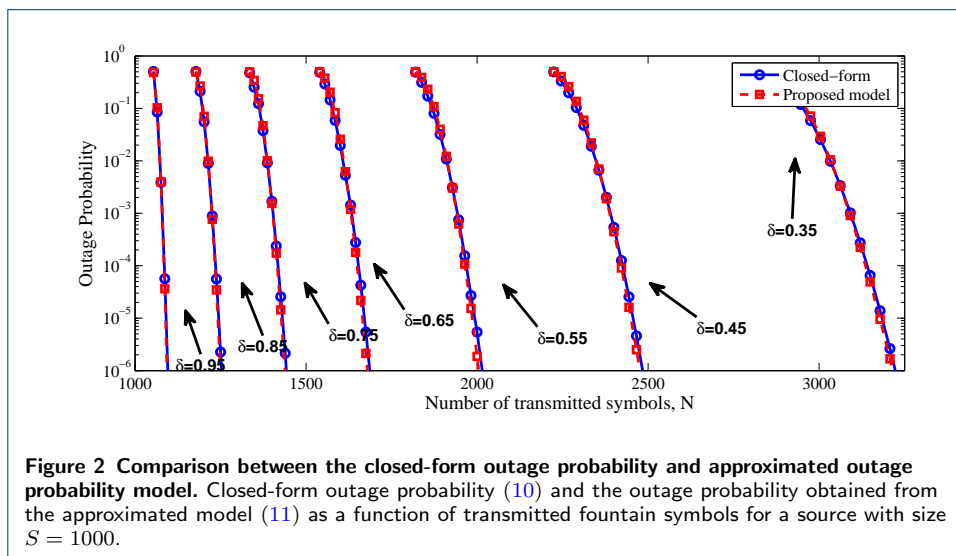 10⁰
10⁻¹
10⁻²
10⁻³
10⁻⁴
10⁻⁵
10⁻⁶
Outage Probability
Closed−form
Proposed model
δ=0.35
δ=0.95
δ=0.85
δ=0.75
δ=0.65
δ=0.55
δ=0.45
1000 1500 2000 2500 3000
Number of transmitted symbols, N
Figure 2 Comparison between the closed-form outage probability and approximated outage
probability model. Closed-form outage probability (10) and the outage probability obtained from
the approximated model (11) as a function of transmitted fountain symbols for a source with size
S = 1000.